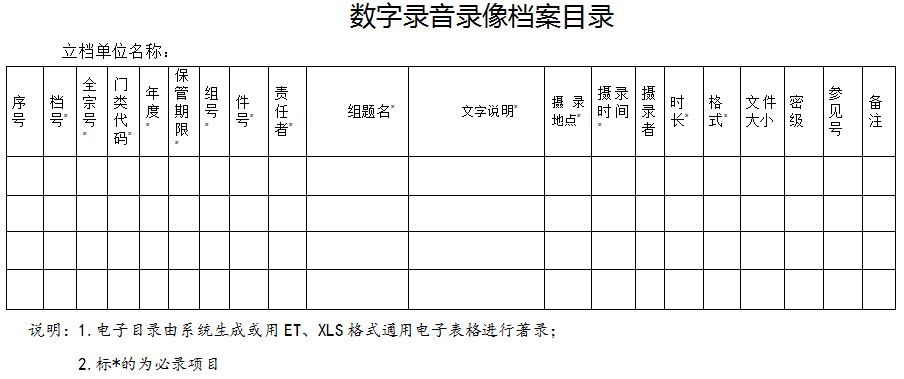 数字录音录像档案目录
立档单位名称：
序号 档号* 全宗号* 门类代码* 年度* 保管期限* 组号* 件号* 责任者* 组题名* 文字说明* 摄录地点* 摄录时间* 摄录者 时长* 格式* 文件大小 密级 参见号 备注
说明：1.电子目录由系统生成或用ET、XLS格式通用电子表格进行著录；
2.标*的为必录项目